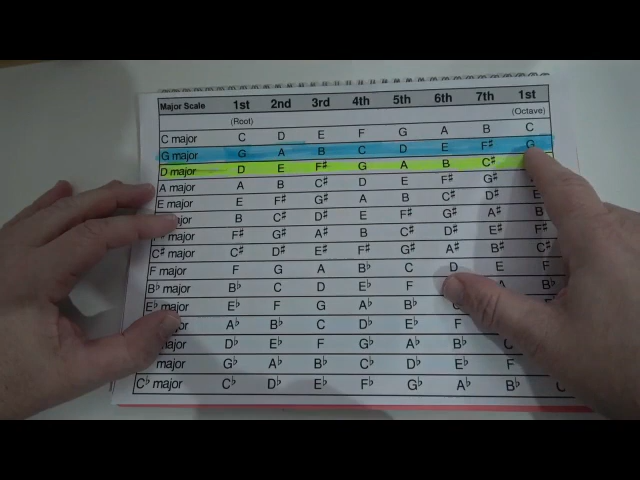 Major Scale 1st 2nd 3rd 4th 5th 6th 7th 1st
(Root) (Octave)
C major C D E F G A B C
G major G A B C D E F♯ G
D major D E F♯ G A B C♯
A major A B C♯ D E F♯ G♯
E major E F♯ G♯ A B C♯ D♯ E
B C♯ D♯ E F♯ G♯ A♯ B
major F♯ G♯ A♯ B C♯ D♯ E♯ F♯
C♯ major C♯ D♯ E♯ F♯ G♯ A♯ B♯ C♯
F major F G A B♭ C D E F
B♭ major B♭ C D E♭ F A B♭
E♭ major E♭ F G A♭ B♭
major A♭ B♭ C D♭ E♭ F
major D♭ E♭ F G♭ A♭ B♭
major G♭ A♭ B♭ C♭ D♭ E♭ F
C♭ major C♭ D♭ E♭ F♭ G♭ A♭ B♭